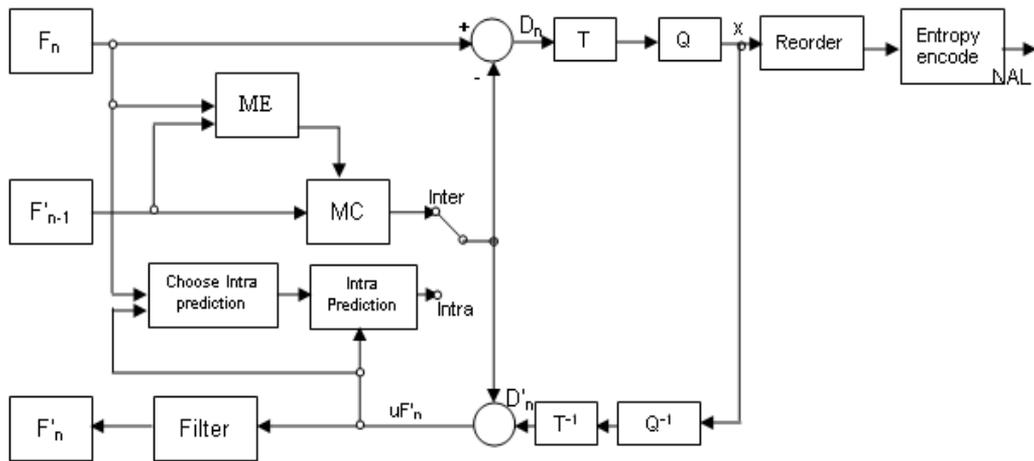 Fn + Dn T Q X Reorder Entropy encode NAL
-
ME
F'n-1 MC Inter
Choose Intra prediction
Intra Prediction Intra
F'n Filter uF'n D'n T-1 Q-1